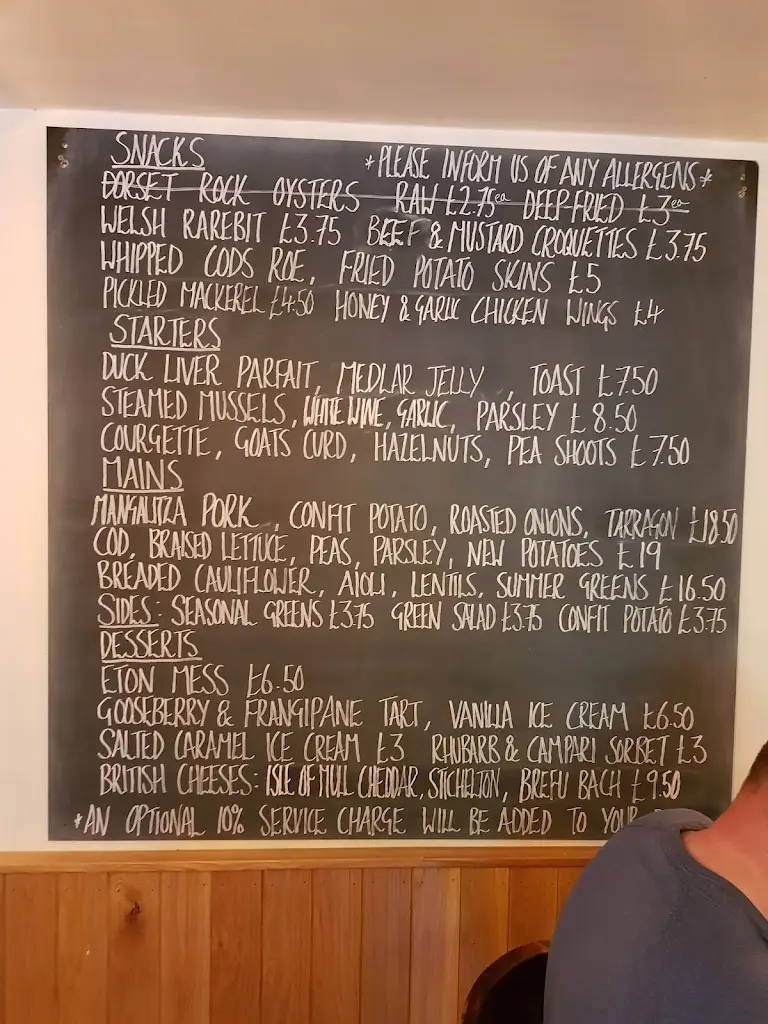 SNACKS *PLEASE INFORM US OF ANY ALLERGENS*
DORSET ROCK OYSTERS RAW £2.75ea DEEP-FRIED £3ea
WELSH RAREBIT £3.75 BEEF & MUSTARD CROQUETTES £3.75
WHIPPED CODS ROE, FRIED POTATO SKINS £5
PICKLED MACKEREL £4.50 HONEY & GARLIC CHICKEN WINGS £4
STARTERS
DUCK LIVER PARFAIT, MEDLAR JELLY, TOAST £7.50
STEAMED MUSSELS, WHITE WINE, GARLIC, PARSLEY £8.50
COURGETTE, GOATS CURD, HAZELNUTS, PEA SHOOTS £7.50
MAINS
MANGALITZA PORK, CONFIT POTATO, ROASTED ONIONS, TARRAGON £18.50
COD, BRAISED LETTUCE, PEAS, PARSLEY, NEW POTATOES £19
BREADED CAULIFLOWER, AIOLI, LENTILS, SUMMER GREENS £16.50
SIDES: SEASONAL GREENS £3.75 GREEN SALAD £3.75 CONFIT POTATO £3.75
DESSERTS
ETON MESS £6.50
GOOSEBERRY & FRANGIPANE TART, VANILLA ICE CREAM £6.50
SALTED CARAMEL ICE CREAM £3 RHUBARB & CAMPARI SORBET £3
BRITISH CHEESES: ISLE OF MULL CHEDDAR, STICHELTON, BREFU BACH £9.50
*AN OPTIONAL 10% SERVICE CHARGE WILL BE ADDED TO YOUR